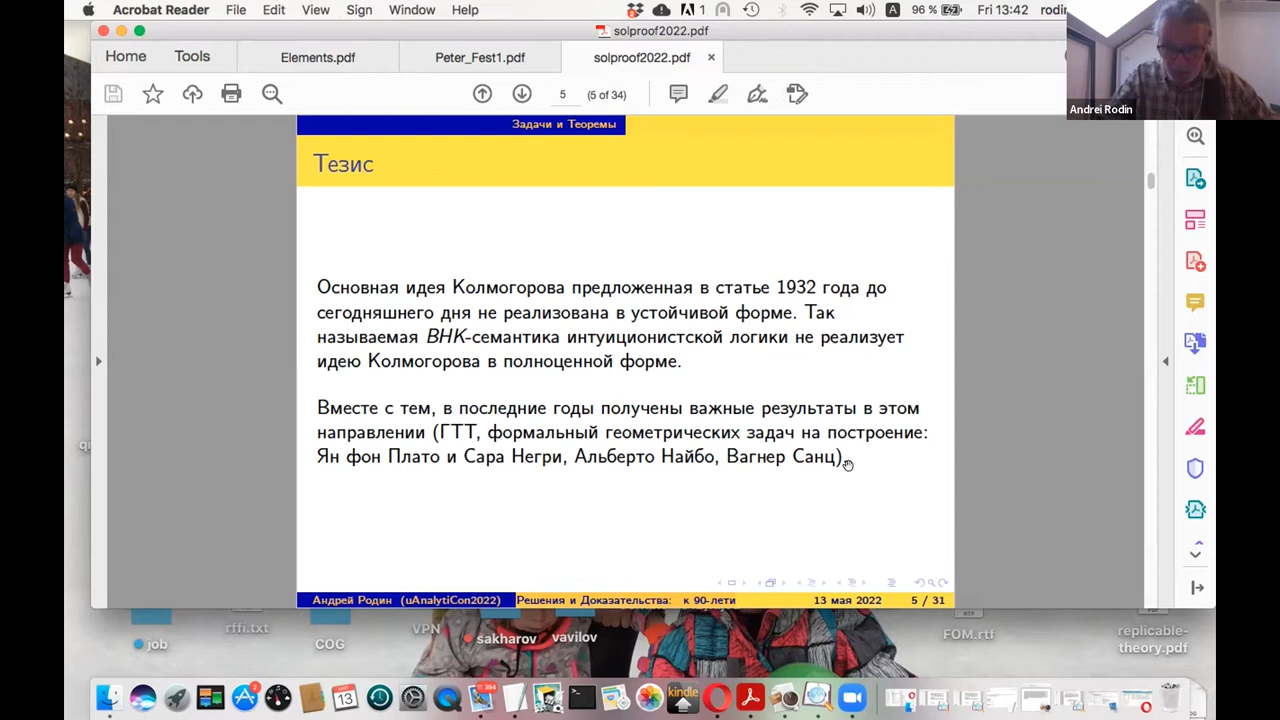 Acrobat Reader File Edit View Sign Window Help
1
96 %
Fri 13:42
solproof2022.pdf
Home Tools Elements.pdf Peter_Fest1.pdf solproof2022.pdf
5 (5 of 34)
Andrei Rodin
Задачи и Теоремы
Тезис
Основная идея Колмогорова предложенная в статье 1932 года до
сегодняшнего дня не реализована в устойчивой форме. Так
называемая BHK-семантика интуиционистской логики не реализует
идею Колмогорова в полноценной форме.
Вместе с тем, в последние годы получены важные результаты в этом
направлении (ГТТ, формальный геометрических задач на построение:
Ян фон Плато и Сара Негри, Альберто Найбо, Вагнер Санц)
Андрей Родин (uAnalytiCon2022) Решения и Доказательства: к 90-лети 13 мая 2022 5 / 31
job
rffi.txt
COG
VPN
sakharov
vavilov
FOM.rtf
replicable-
theory.pdf
kindle